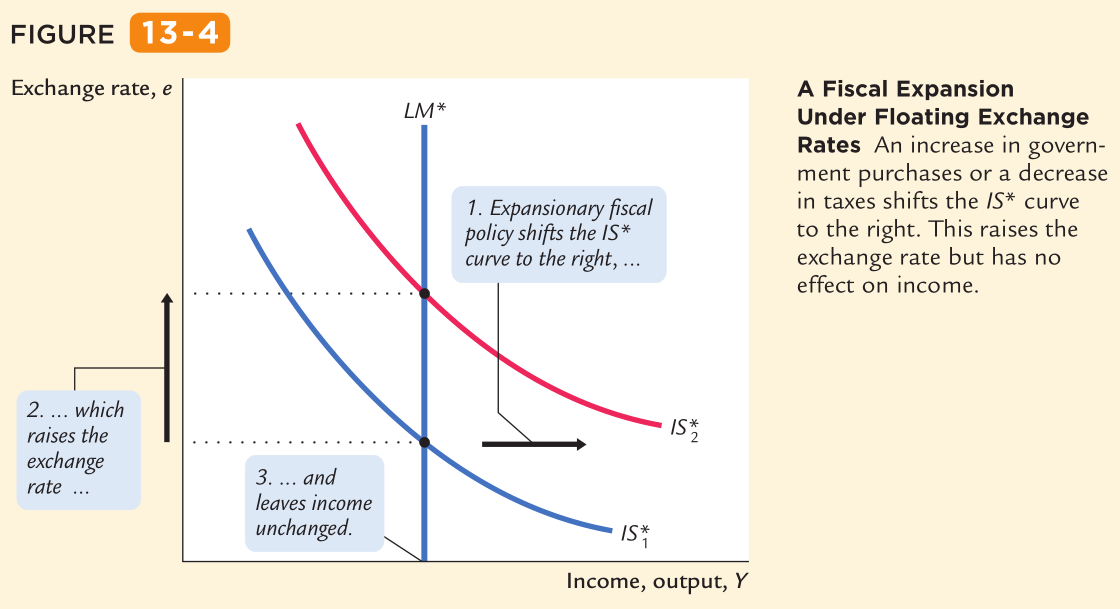 FIGURE 13-4
Exchange rate, e
LM*
1. Expansionary fiscal
policy shifts the IS*
curve to the right, ...
2. ... which
raises the
exchange
rate ...
3. ... and
leaves income
unchanged.
IS*2
IS*1
Income, output, Y
A Fiscal Expansion
Under Floating Exchange
Rates An increase in govern-
ment purchases or a decrease
in taxes shifts the IS* curve
to the right. This raises the
exchange rate but has no
effect on income.